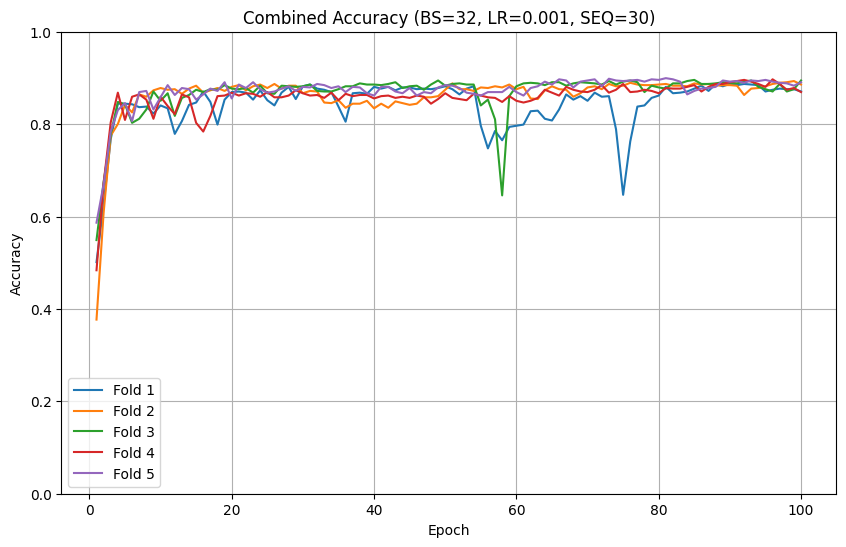 Combined Accuracy (BS=32, LR=0.001, SEQ=30)
1.0
0.8
0.6
0.4
0.2
0.0
Accuracy
Fold 1
Fold 2
Fold 3
Fold 4
Fold 5
0 20 40 60 80 100
Epoch